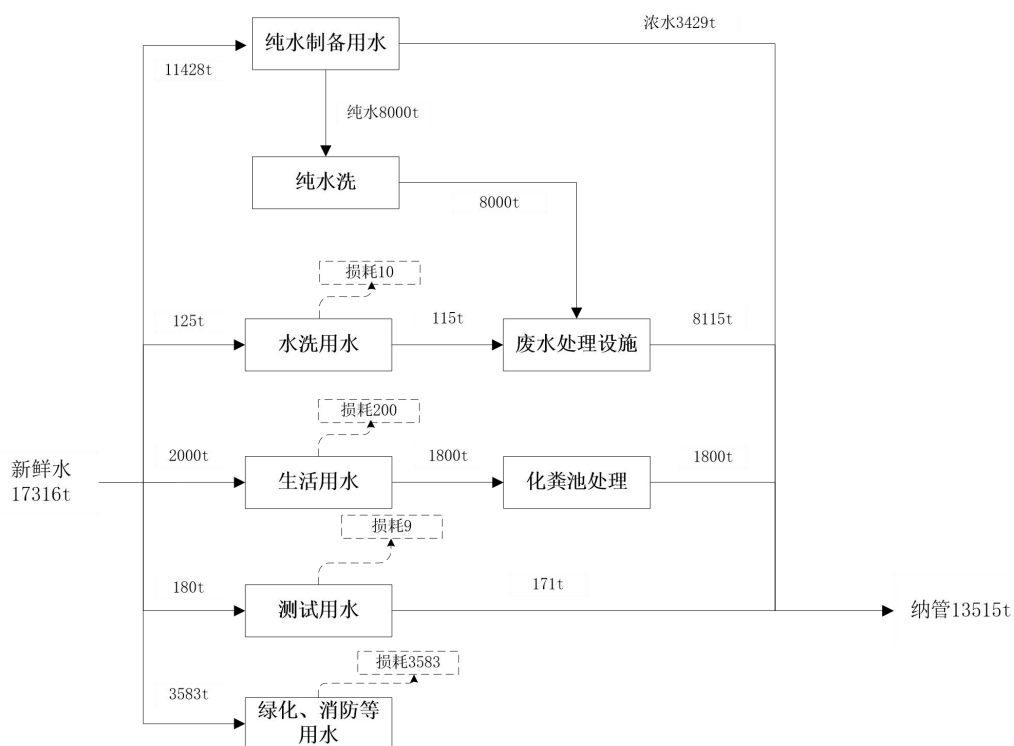 浓水3429t
纯水制备用水
11428t
纯水8000t
纯水洗
8000t
损耗10
125t
水洗用水
115t
废水处理设施
8115t
损耗200
2000t
生活用水
1800t
化粪池处理
1800t
新鲜水
17316t
损耗9
180t
测试用水
171t
纳管13515t
损耗3583
3583t
绿化、消防等
用水